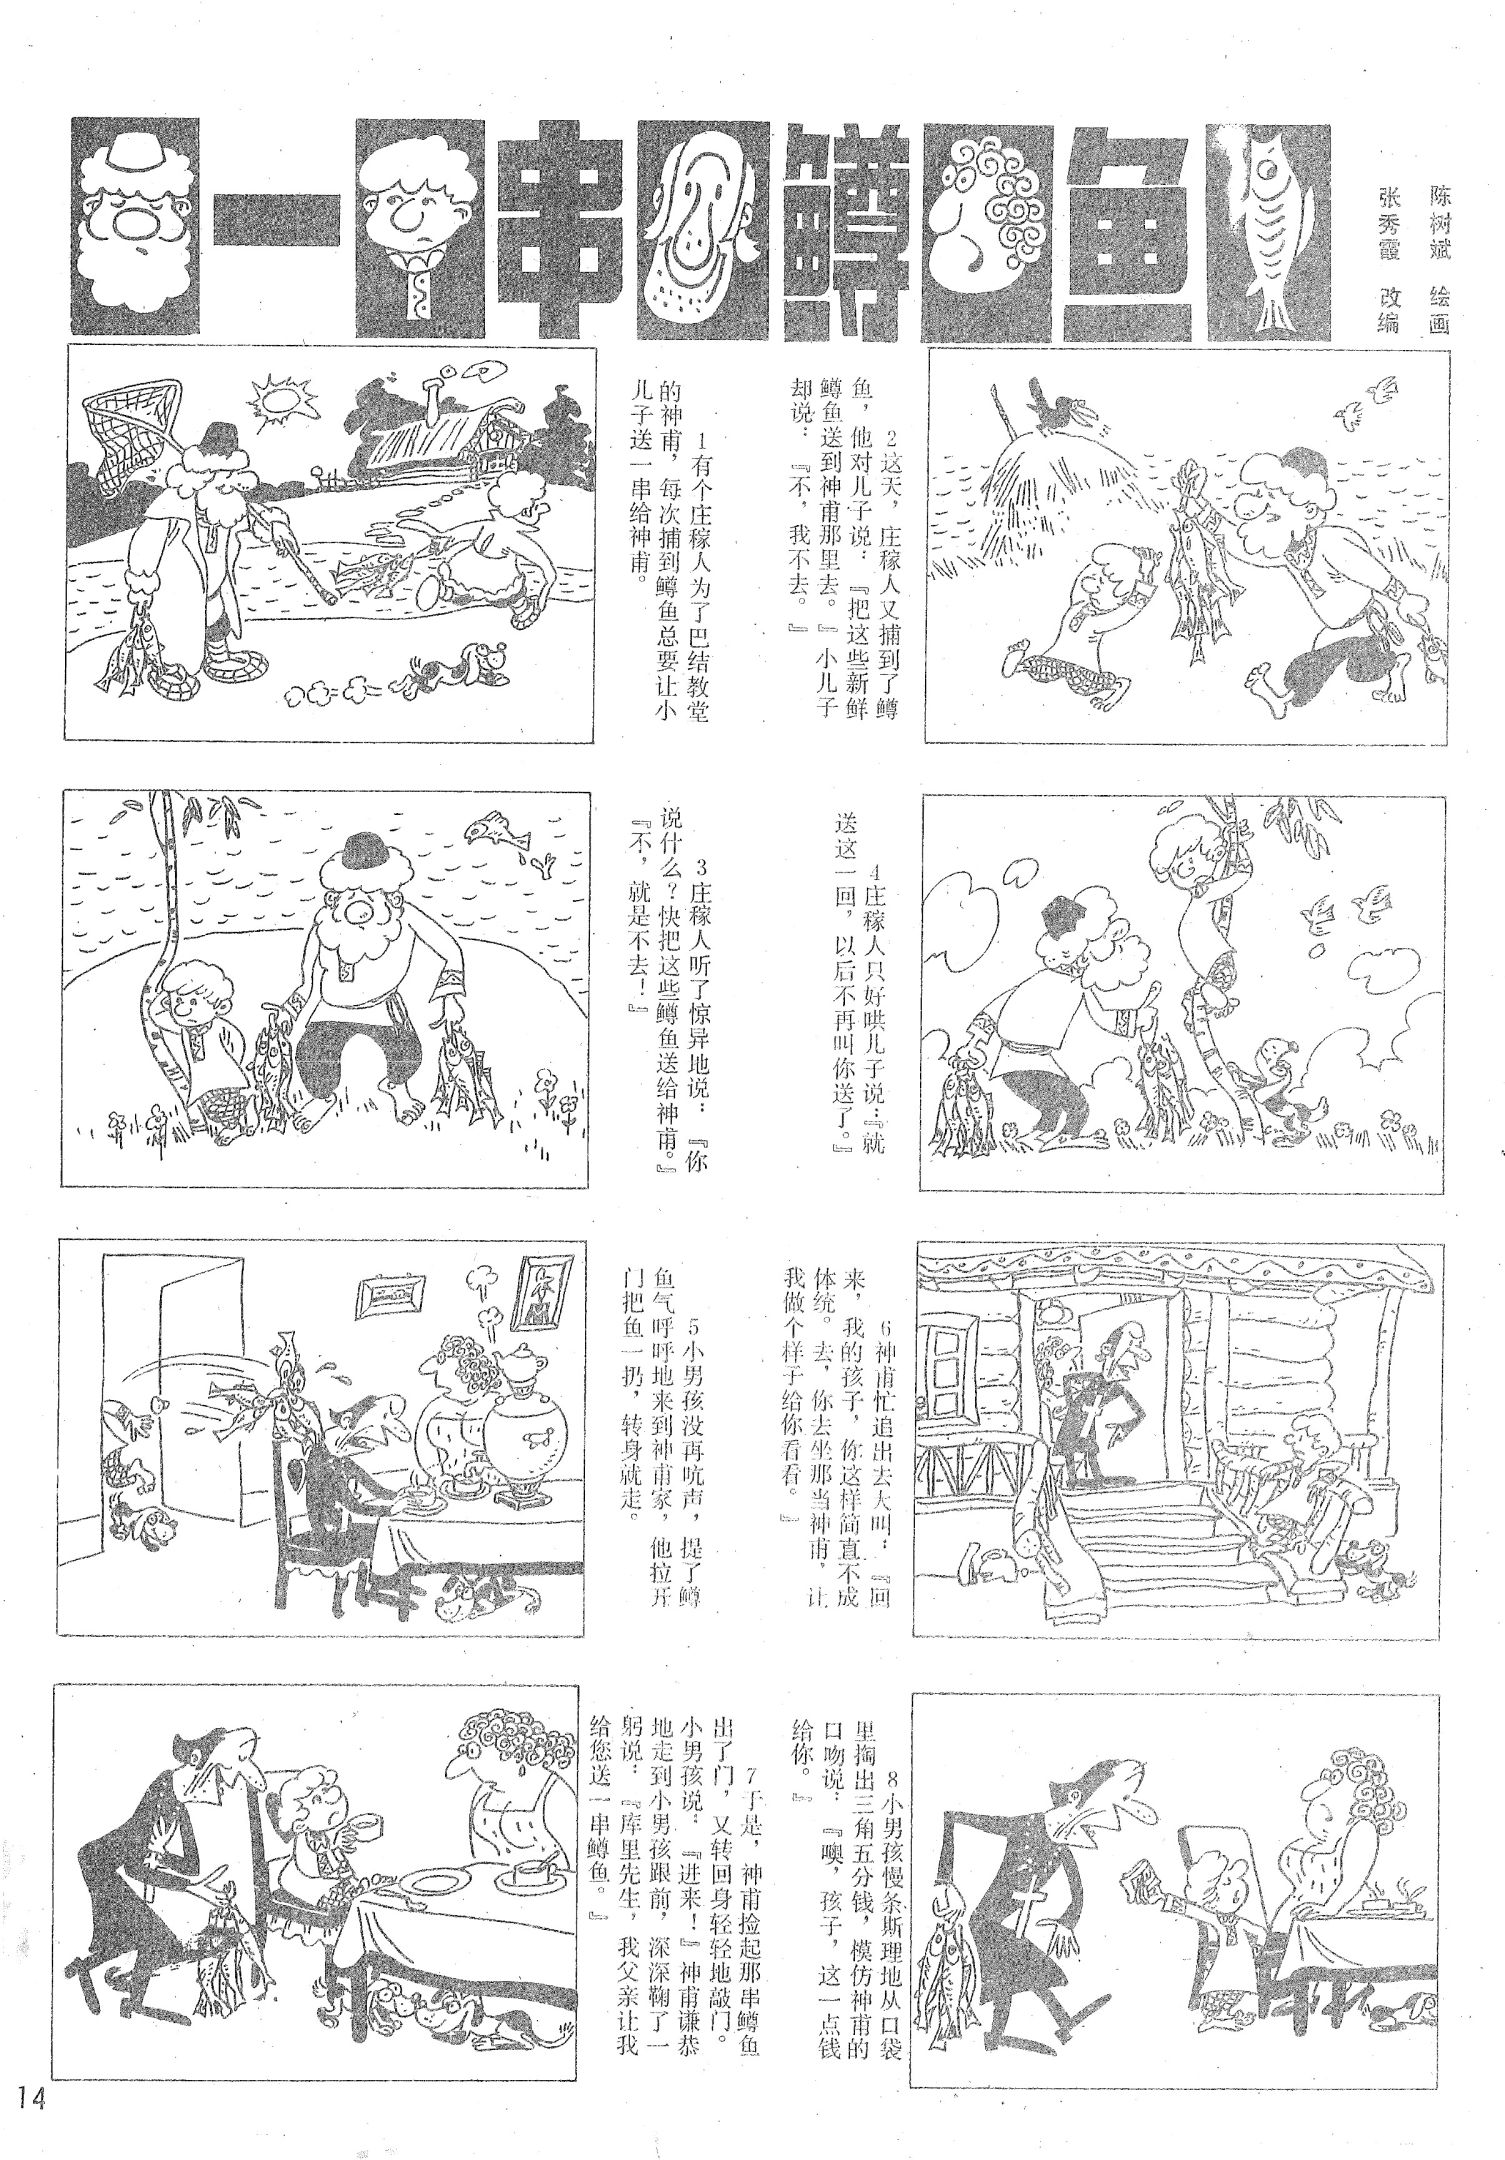 一串鳟鱼
陈树斌 绘画
张秀霞 改编
1有个庄稼人为了巴结教堂
的神甫，每次捕到鳟鱼总要让小
儿子送一串给神甫。
2这天，庄稼人又捕到了鳟
鱼，他对儿子说：『把这些新鲜
鳟鱼送到神甫那里去。』小儿子
却说：『不，我不去。』
3庄稼人听了惊异地说：『你
说什么？快把这些鳟鱼送给神甫。』
『不，就是不去！』
4庄稼人只好哄儿子说：『就
送这一回，以后不再叫你送了。』
5小男孩没再吭声，提了鳟
鱼气呼呼地来到神甫家，他拉开
门把鱼一扔，转身就走。
6神甫忙追出去大叫：『回
来，我的孩子，你这样简直不成
体统。去，你去坐那当神甫，让
我做个样子给你看看。』
7于是，神甫捡起那串鳟鱼
出了门，又转回身轻轻地敲门。
小男孩说：『进来！』神甫谦恭
地走到小男孩跟前，深深鞠了一
躬说：『库里先生，我父亲让我
给您送一串鳟鱼。』
8小男孩慢条斯理地从口袋
里掏出三角五分钱，模仿神甫的
口吻说：『噢，孩子，这一点钱
给你。』
14